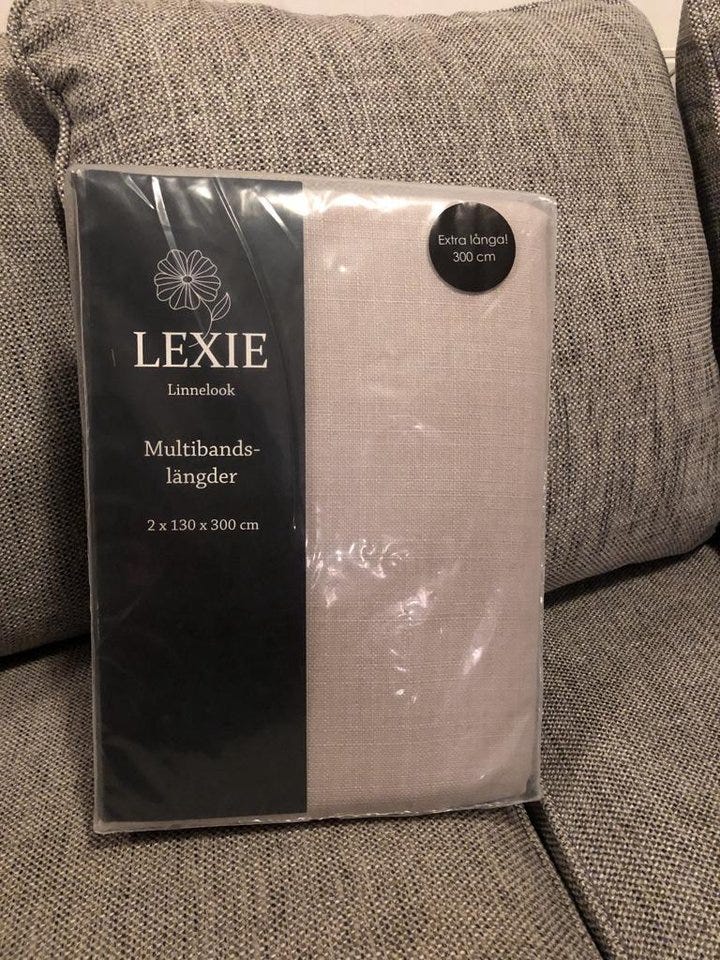 LEXIE
Linnelook
Multibands-
längder
2 x 130 x 300 cm
Extra långa!
300 cm